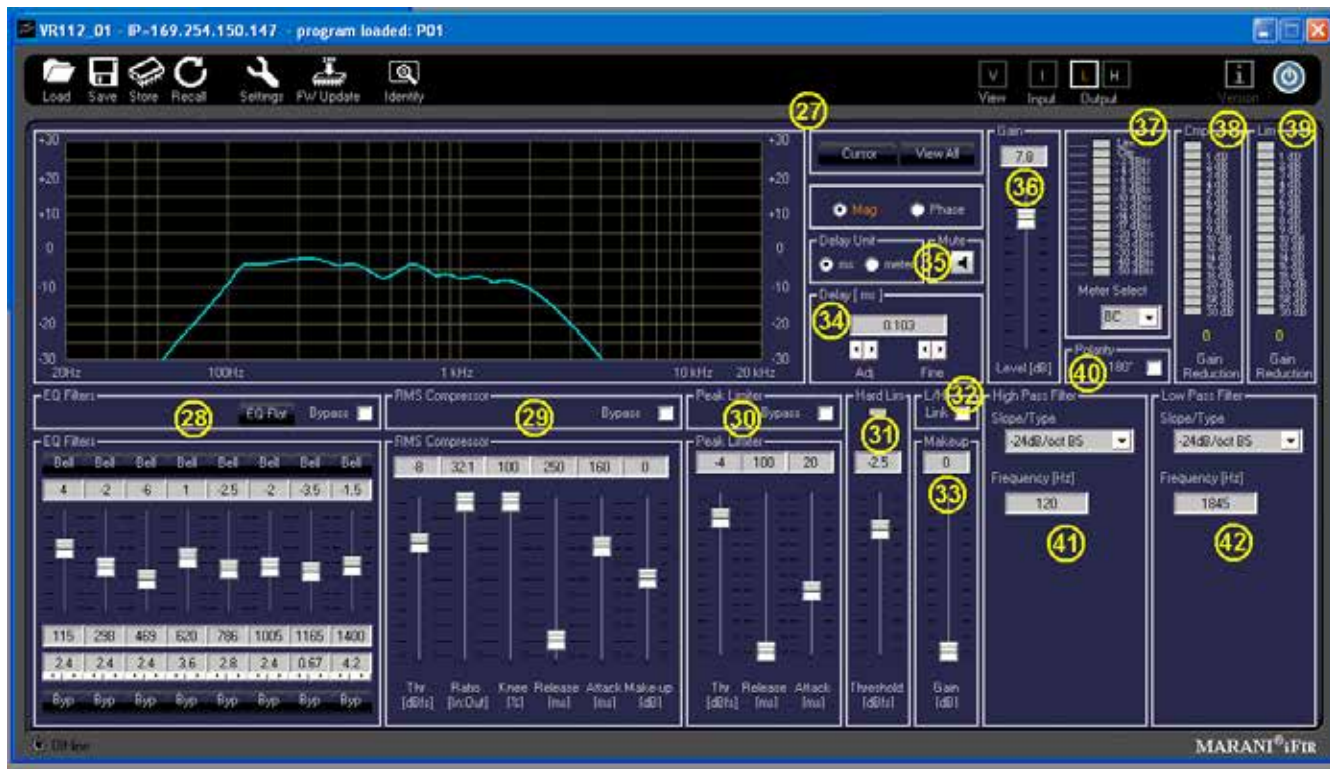 VR112_01 - IP-169.254.150.147 - program loaded: P01
Load Save Store Recall Settings FW Update Identify
View Input Output Version
V I L H i
27
+30 +30
+20 +20
+10 +10
0 0
-10 -10
-20 -20
-30 -30
20Hz 100Hz 1 kHz 10 kHz 20 kHz
Cursor View All
Mag Phase
Delay Unit
ms
Mute
35
Delay [ ms ]
34
0.103
Adj Fine
Gain
7.8
36
Level [dB]
37
Meter Select
BC
Polarity
40 180°
38
0
Gain
Reduction
39
0
Gain
Reduction
EQ Filters
28 EQ Flat Bypass
EQ Filters
Bell Bell Bell Bell Bell Bell Bell Bell
4 -2 -6 1 -2.5 -2 -3.5 -1.5
115 298 469 620 786 1005 1165 1400
2.4 2.4 2.4 3.6 2.8 2.4 0.67 4.2
Byp Byp Byp Byp Byp Byp Byp Byp
RMS Compressor
29 Bypass
RMS Compressor
-8 32:1 100 250 160 0
Thr Ratio Knee Release Attack Make-up
[dBfs] [In:Out] [%] [ms] [ms] [dB]
Peak Limiter
30 Bypass
Peak Limiter
-4 100 20
Thr Release Attack
[dBfs] [ms] [ms]
Hard Lim
31
-2.5
Threshold
[dBfs]
32
Link
Makeup
0
33
Gain
[dB]
High Pass Filter
Slope/Type
-24dB/oct BS
Frequency [Hz]
120
41
Low Pass Filter
Slope/Type
-24dB/oct BS
Frequency [Hz]
1845
42
Off-line
MARANI® iFIR